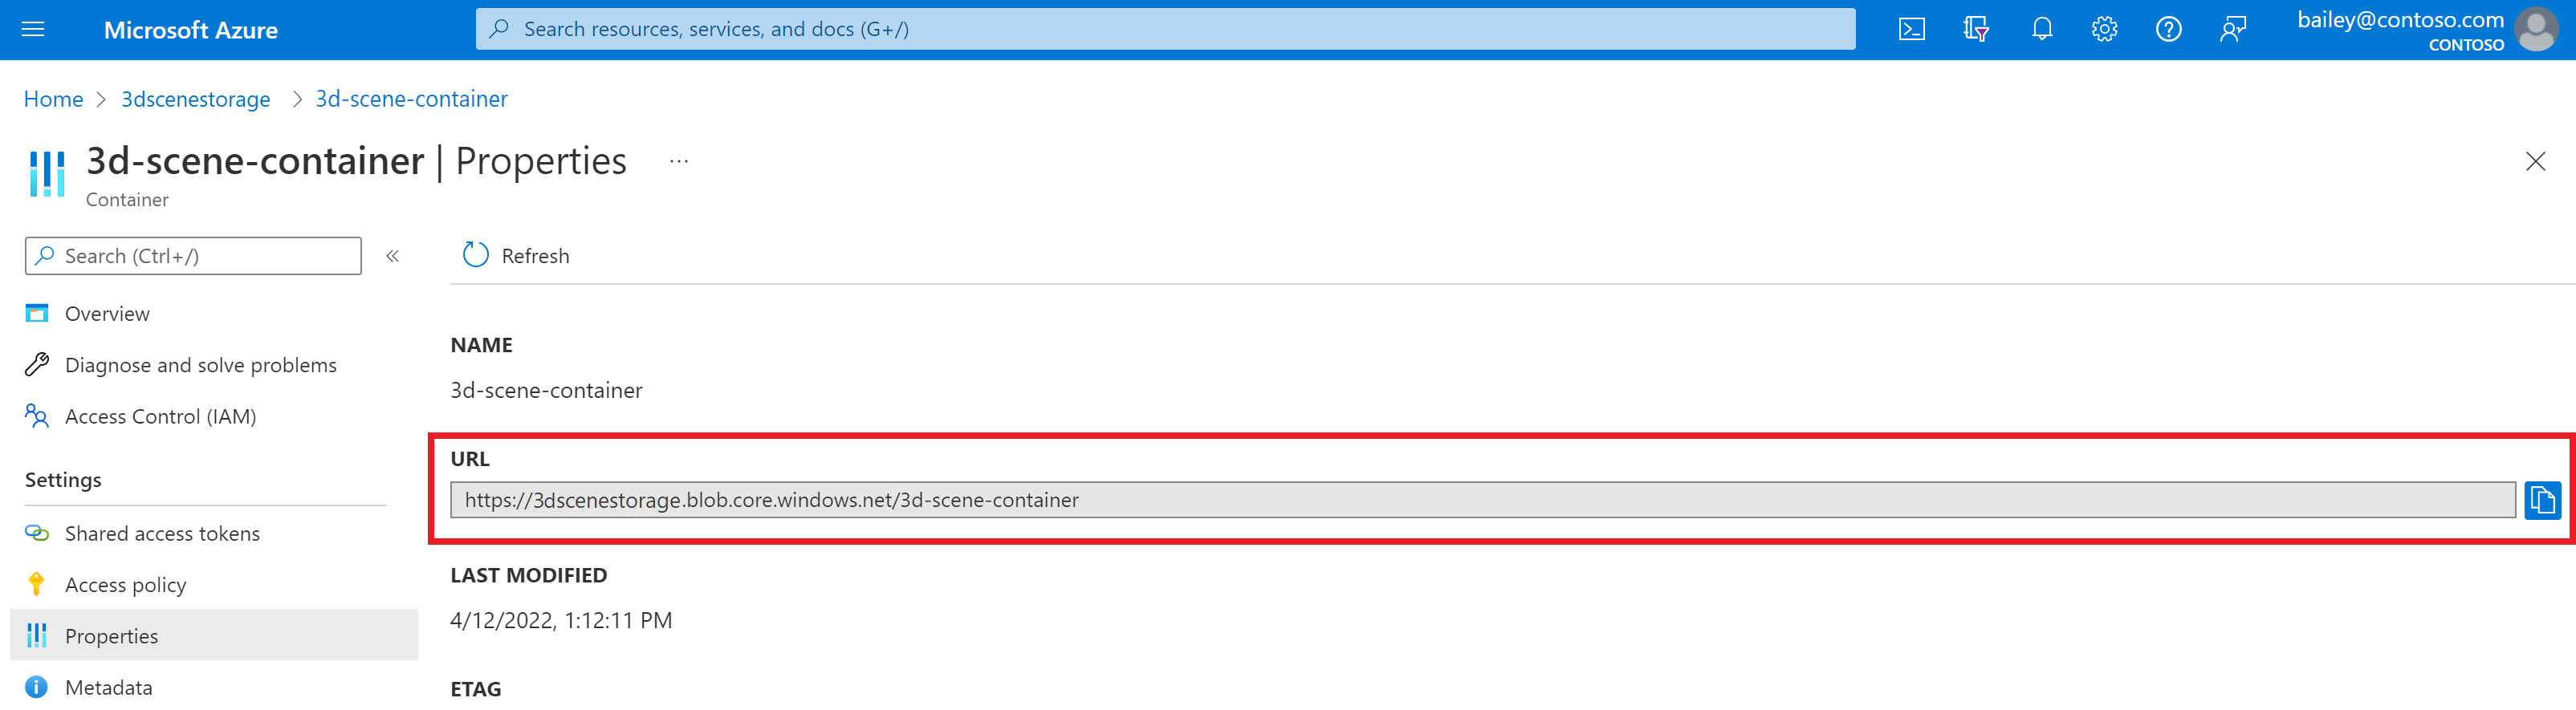 Microsoft Azure
Search resources, services, and docs (G+/)
bailey@contoso.com
CONTOSO
Home > 3dscenestorage > 3d-scene-container
3d-scene-container | Properties ...
Container
Search (Ctrl+/)
«
Overview
Diagnose and solve problems
Access Control (IAM)
Settings
Shared access tokens
Access policy
Properties
Metadata
Refresh
NAME
3d-scene-container
URL
https://3dscenestorage.blob.core.windows.net/3d-scene-container
LAST MODIFIED
4/12/2022, 1:12:11 PM
ETAG